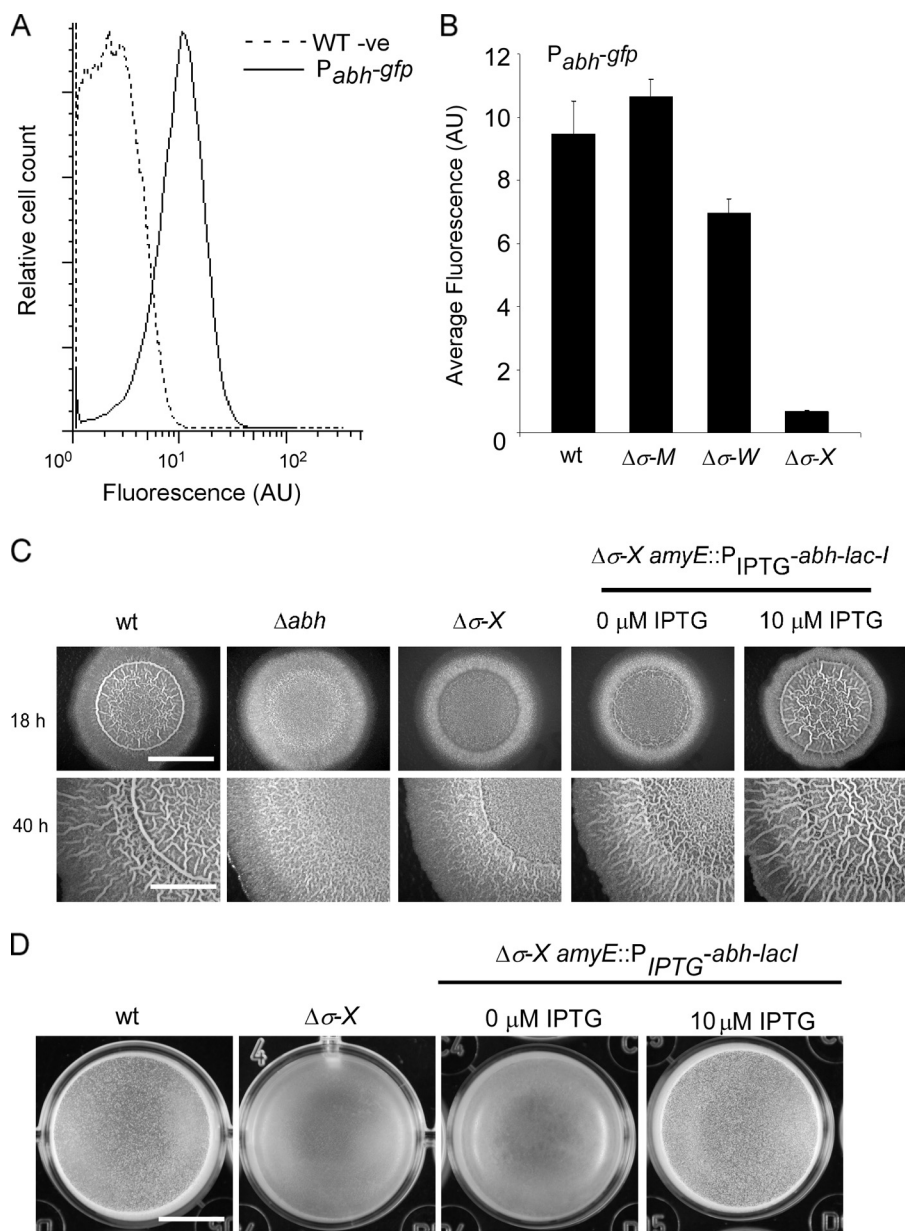 A
WT -ve
P_abh-gfp
Relative cell count
10^0 10^1 10^2
Fluorescence (AU)
B
P_abh-gfp
Average Fluorescence (AU)
12
10
8
6
4
2
0
wt Δσ-M Δσ-W Δσ-X
C
Δσ-X amyE::P_IPTG-abh-lac-I
wt Δabh Δσ-X 0 μM IPTG 10 μM IPTG
18 h
40 h
D
Δσ-X amyE::P_IPTG-abh-lacI
wt Δσ-X 0 μM IPTG 10 μM IPTG
4